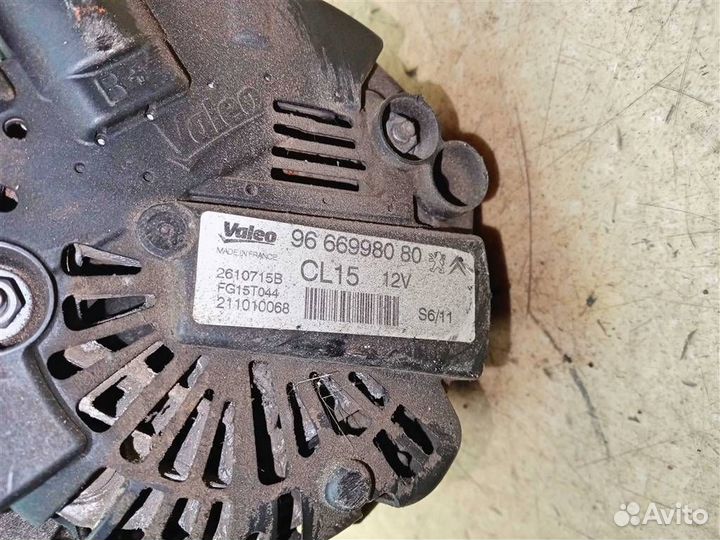 B+
Valeo
Valeo 96 669980 80
MADE IN FRANCE
2610715B CL15 12V
FG15T044
211010068
S6/11
Avito